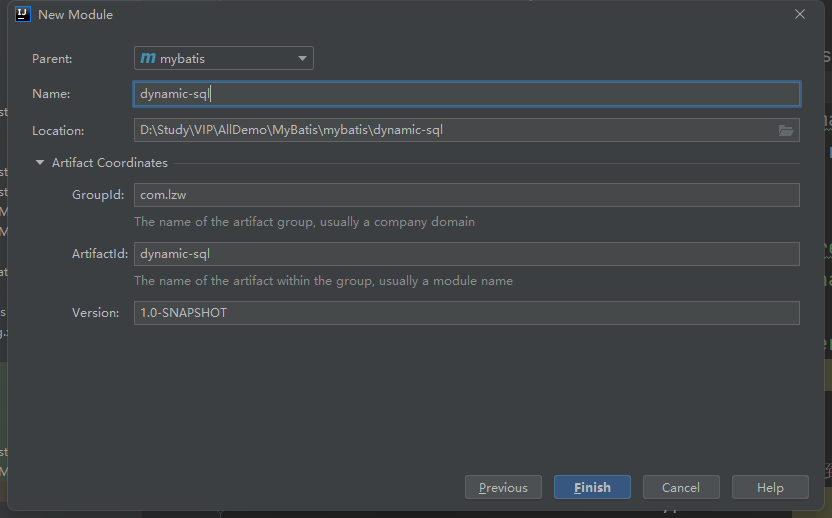 New Module
Parent: mybatis
Name: dynamic-sql
Location: D:\Study\VIP\AllDemo\MyBatis\mybatis\dynamic-sql
Artifact Coordinates
GroupId: com.lzw
The name of the artifact group, usually a company domain
ArtifactId: dynamic-sql
The name of the artifact within the group, usually a module name
Version: 1.0-SNAPSHOT
Previous Finish Cancel Help